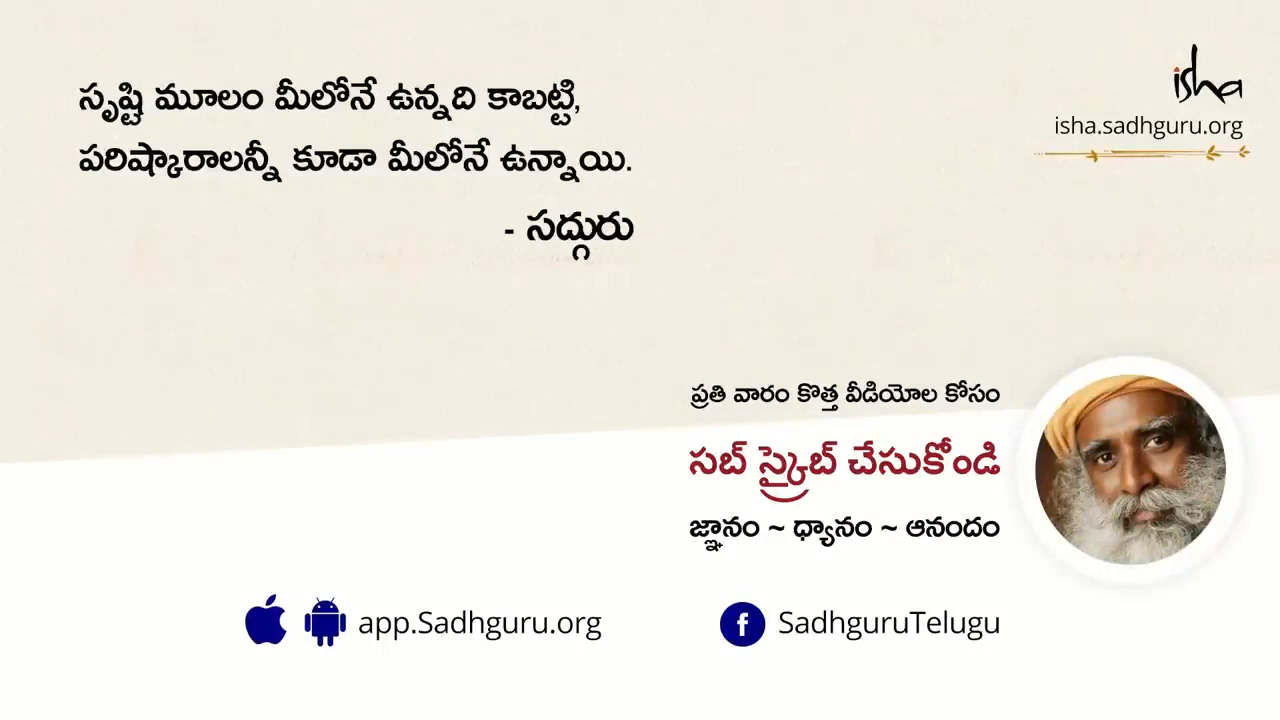 సృష్టి మూలం మీలోనే ఉన్నది కాబట్టి,
పరిష్కారాలన్నీ కూడా మీలోనే ఉన్నాయి.
- సద్గురు
isha
isha.sadhguru.org
ప్రతి వారం కొత్త వీడియోల కోసం
సబ్ స్క్రైబ్ చేసుకోండి
జ్ఞానం ~ ధ్యానం ~ ఆనందం
app.Sadhguru.org
f SadhguruTelugu